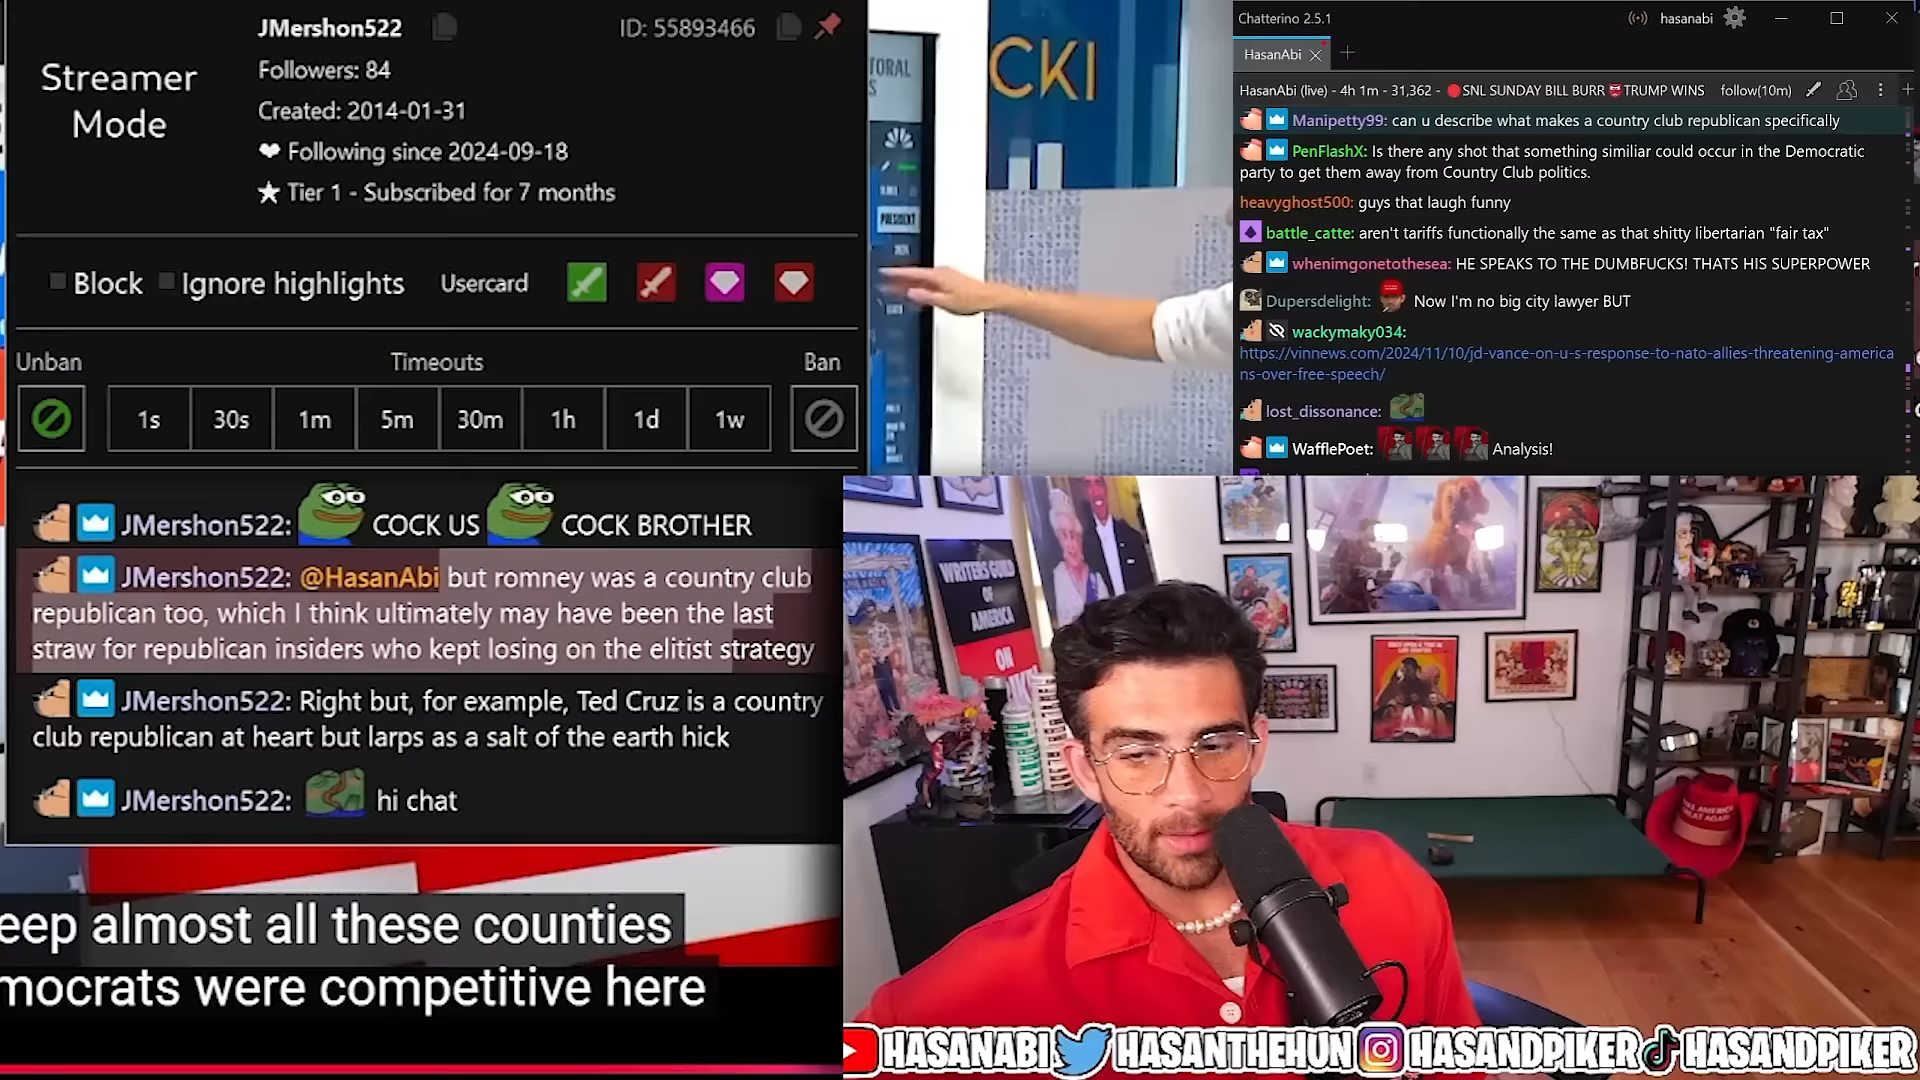 JMershon522
ID: 55893466
Streamer
Mode
Followers: 84
Created: 2014-01-31
❤ Following since 2024-09-18
★ Tier 1 - Subscribed for 7 months
Block
Ignore highlights
Usercard
Unban
Timeouts
Ban
1s
30s
1m
5m
30m
1h
1d
1w
JMershon522: COCK US COCK BROTHER
JMershon522: @HasanAbi but romney was a country club
republican too, which I think ultimately may have been the last
straw for republican insiders who kept losing on the elitist strategy
JMershon522: Right but, for example, Ted Cruz is a country
club republican at heart but larps as a salt of the earth hick
JMershon522: hi chat
eep almost all these counties
mocrats were competitive here
TORAL
S
CKI
PRESIDENT
Chatterino 2.5.1
hasanabi
HasanAbi
HasanAbi (live) - 4h 1m - 31,362 - 🔴SNL SUNDAY BILL BURR 👹TRUMP WINS
follow(10m)
Manipetty99: can u describe what makes a country club republican specifically
PenFlashX: Is there any shot that something similiar could occur in the Democratic
party to get them away from Country Club politics.
heavyghost500: guys that laugh funny
battle_catte: aren't tariffs functionally the same as that shitty libertarian "fair tax"
whenimgonetothesea: HE SPEAKS TO THE DUMBFUCKS! THATS HIS SUPERPOWER
Dupersdelight: Now I'm no big city lawyer BUT
wackymaky034:
https://vinnews.com/2024/11/10/jd-vance-on-u-s-response-to-nato-allies-threatening-america
ns-over-free-speech/
lost_dissonance:
WafflePoet: Analysis!
WRITERS GUILD
OF
AMERICA
ON
MAKE AMERICA
GREAT AGAIN
HASANABI
HASANTHEHUN
HASANDPIKER
HASANDPIKER